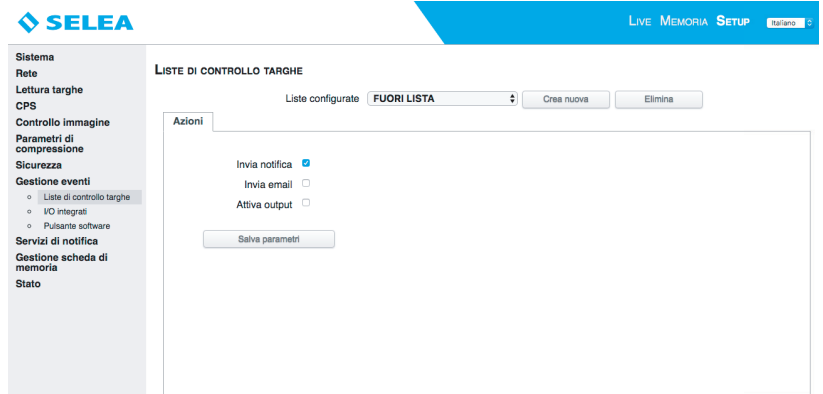 SELEA
LIVE MEMORIA SETUP Italiano
Sistema
Rete
Lettura targhe
CPS
Controllo immagine
Parametri di
compressione
Sicurezza
Gestione eventi
Liste di controllo targhe
I/O integrati
Pulsante software
Servizi di notifica
Gestione scheda di
memoria
Stato
LISTE DI CONTROLLO TARGHE
Liste configurate FUORI LISTA Crea nuova Elimina
Azioni
Invia notifica
Invia email
Attiva output
Salva parametri